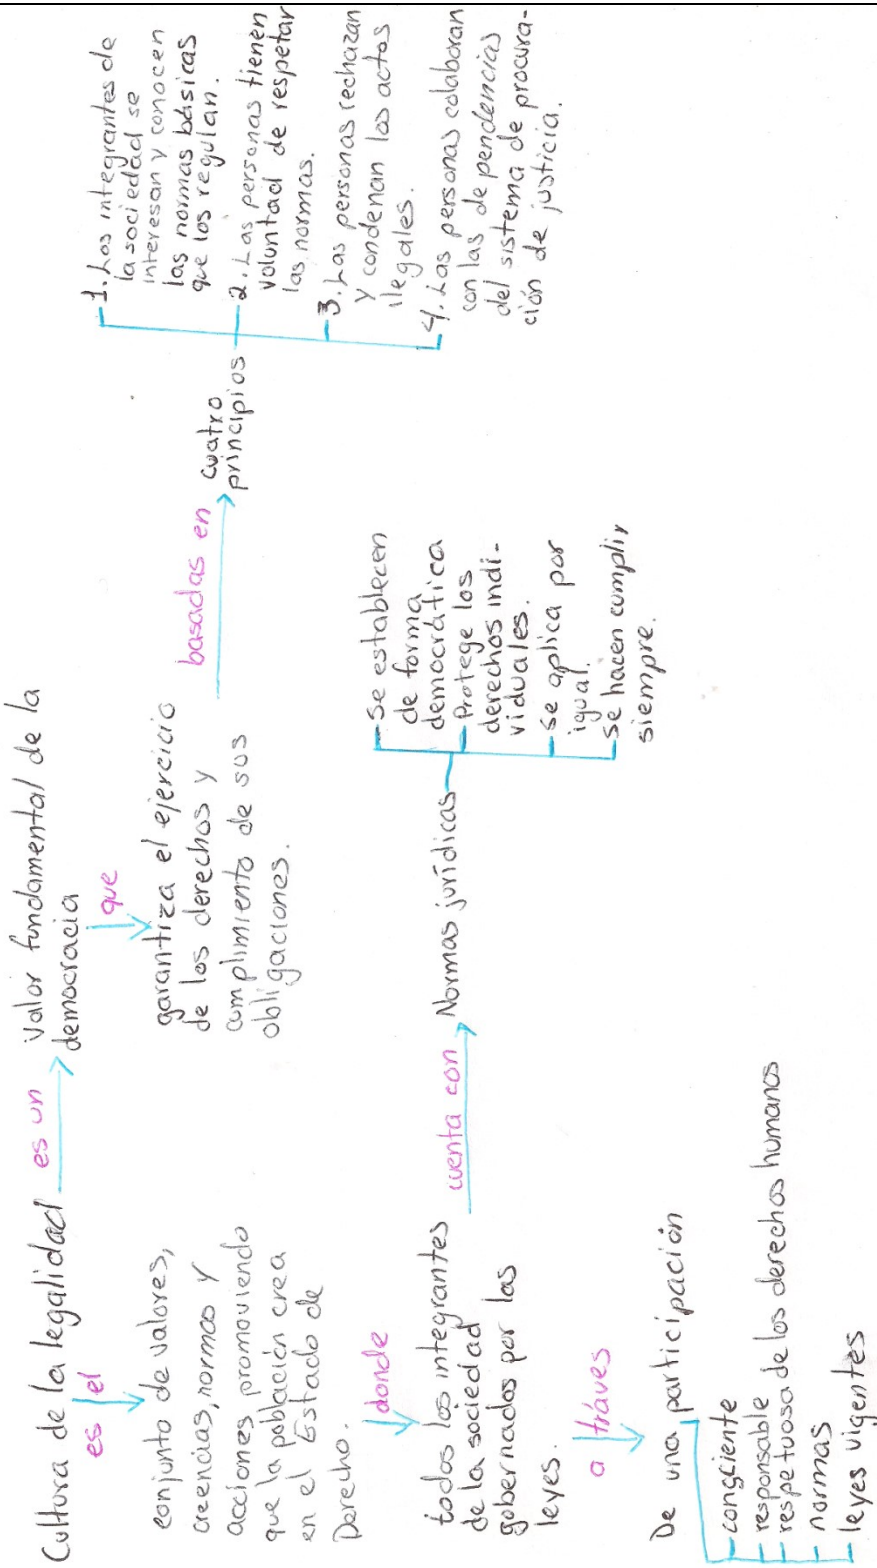 Cultura de la legalidad
es un
Valor fundamental de la
democracia
que
garantiza el ejercicio
de los derechos y
cumplimiento de sus
obligaciones.
basadas en
cuatro
principios
1. Los integrantes de
la sociedad se
interesan y conocen
las normas básicas
que los regulan.
2. Las personas tienen
voluntad de respetar
las normas.
3. Las personas rechazan
y condenan los actos
ilegales.
4. Las personas colaboran
con las dependencias
del sistema de procura-
ción de justicia.
es el
conjunto de valores,
creencias, normas y
acciones promoviendo
que la población crea
en el Estado de
Derecho.
donde
todos los integrantes
de la sociedad
gobernados por las
leyes.
cuenta con
Normas jurídicas
Se establecen
de forma
democrática
Protege los
derechos indi-
viduales.
Se aplica por
igual.
Se hacen cumplir
siempre.
a tráves
De una participación
conciente
responsable
respetuosa de los derechos humanos
normas
leyes vigentes